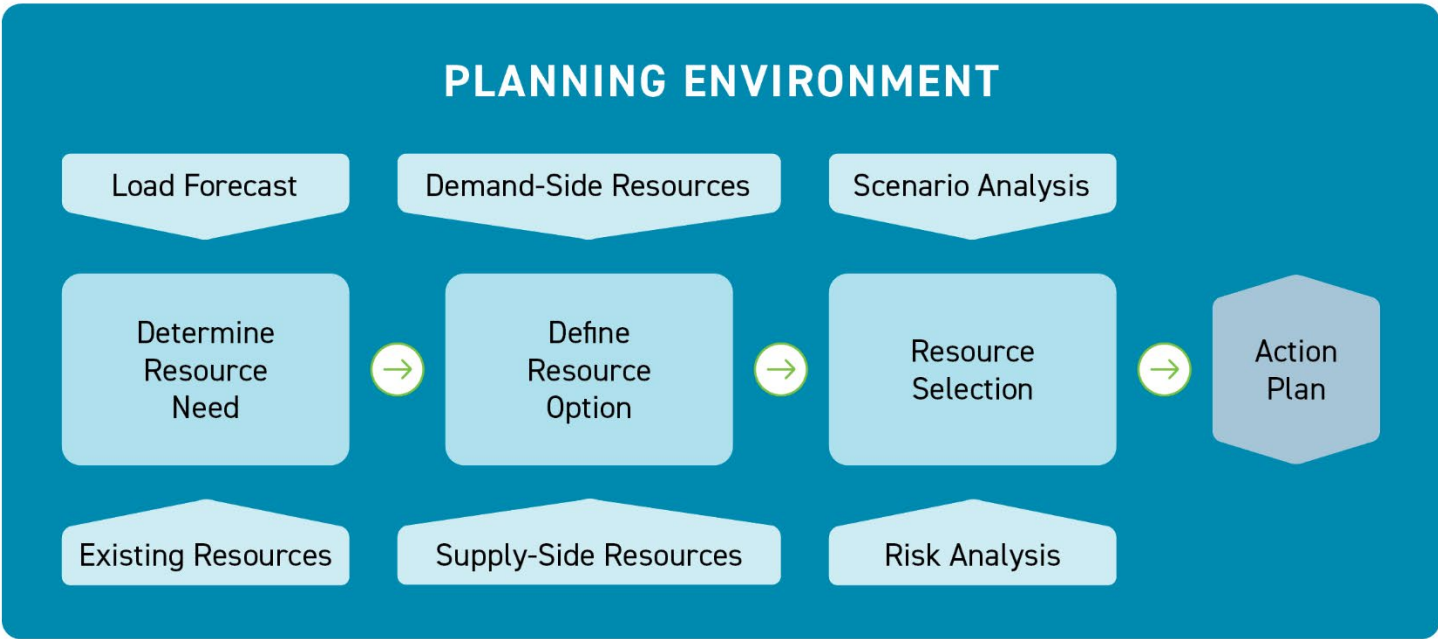 PLANNING ENVIRONMENT
Load Forecast
Demand-Side Resources
Scenario Analysis
Determine
Resource
Need
Define
Resource
Option
Resource
Selection
Action
Plan
Existing Resources
Supply-Side Resources
Risk Analysis